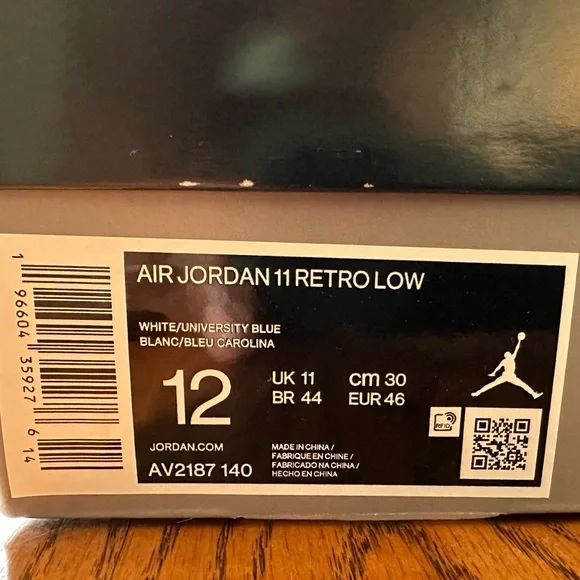 AIR JORDAN 11 RETRO LOW
WHITE/UNIVERSITY BLUE
BLANC/BLEU CAROLINA
12
UK 11 cm 30
BR 44 EUR 46
RFID
JORDAN.COM
AV2187 140
MADE IN CHINA /
FABRIQUE EN CHINE /
FABRICADO NA CHINA /
HECHO EN CHINA
1 96604 35927 6 14